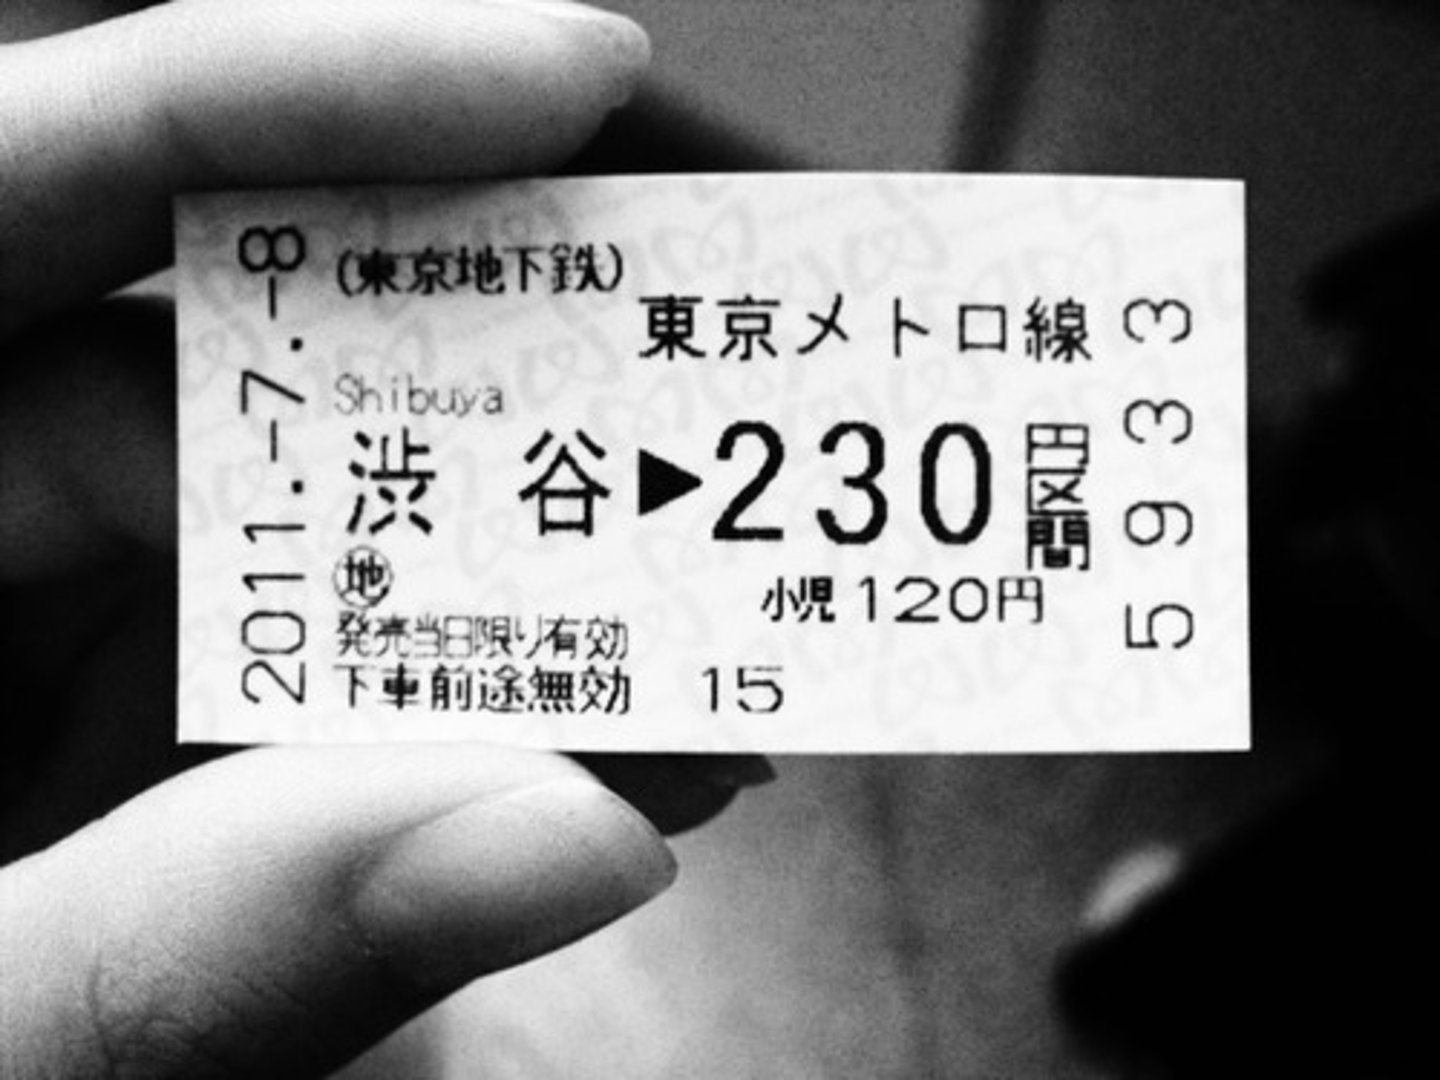 2011.-7.-8
(東京地下鉄)
東京メトロ線
Shibuya
渋谷▶230円区間
㊞地
小児120円
発売当日限り有効
下車前途無効 15
5933